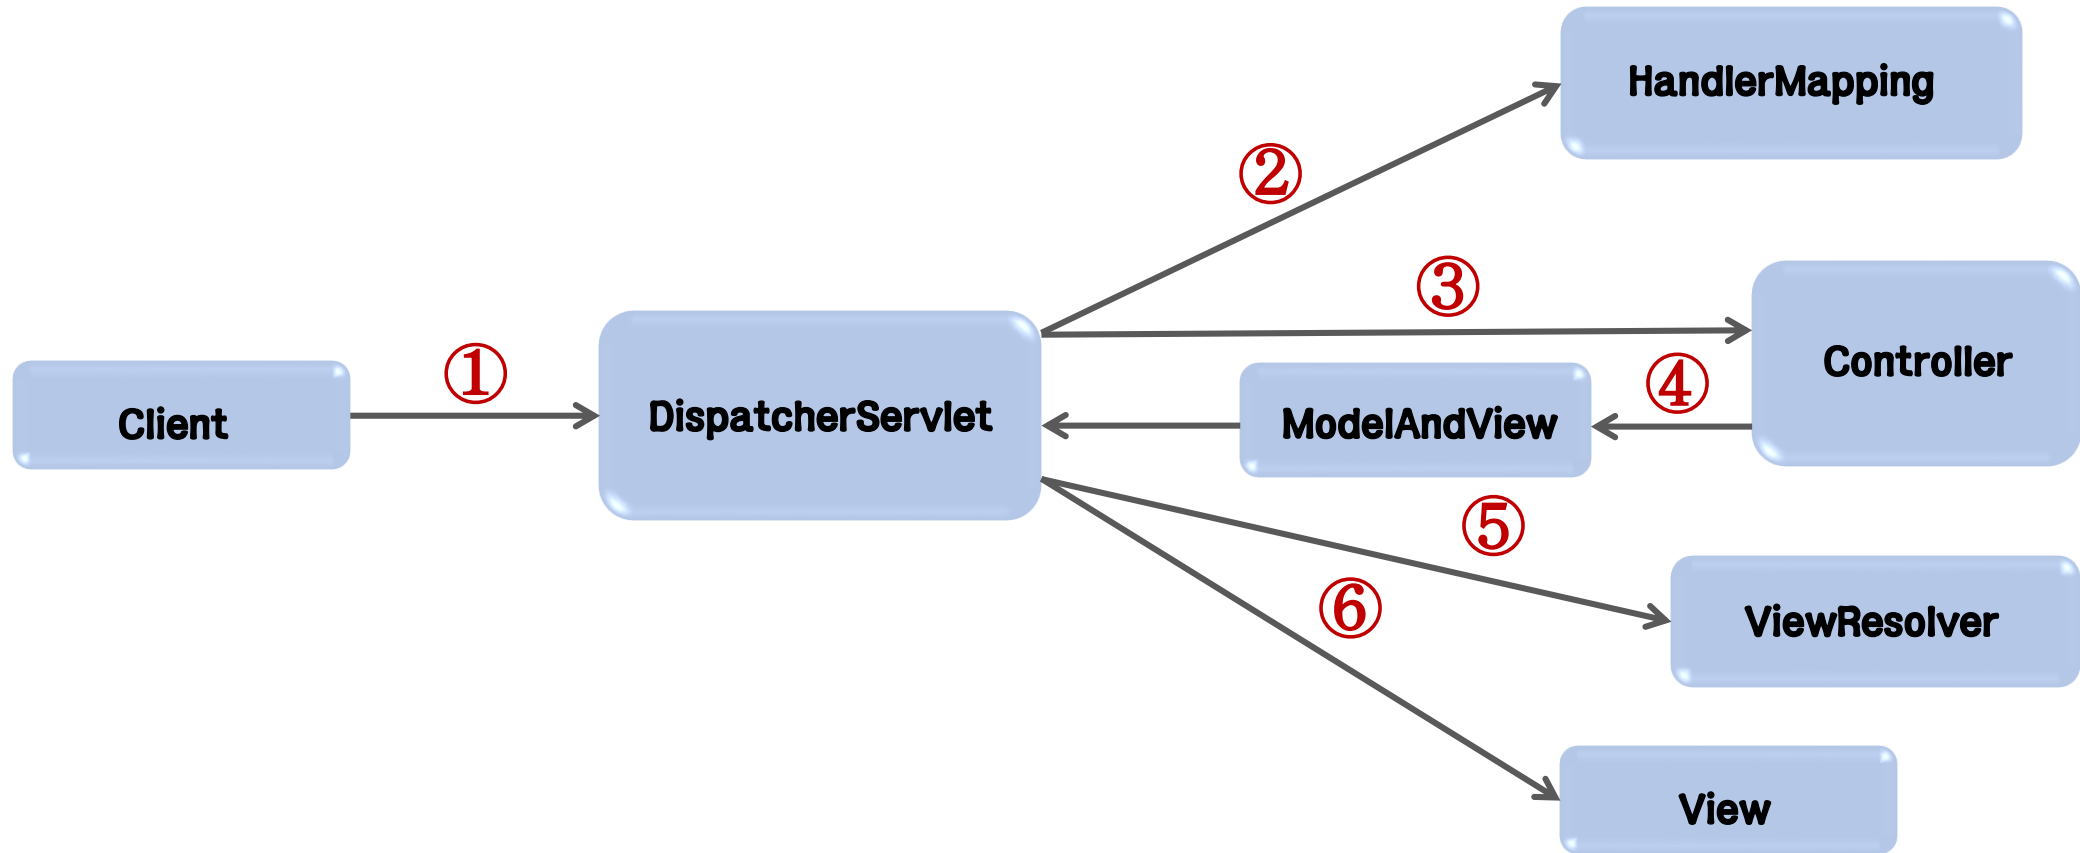 HandlerMapping
②
③
Controller
①
④
Client
DispatcherServlet
ModelAndView
⑤
⑥
ViewResolver
View